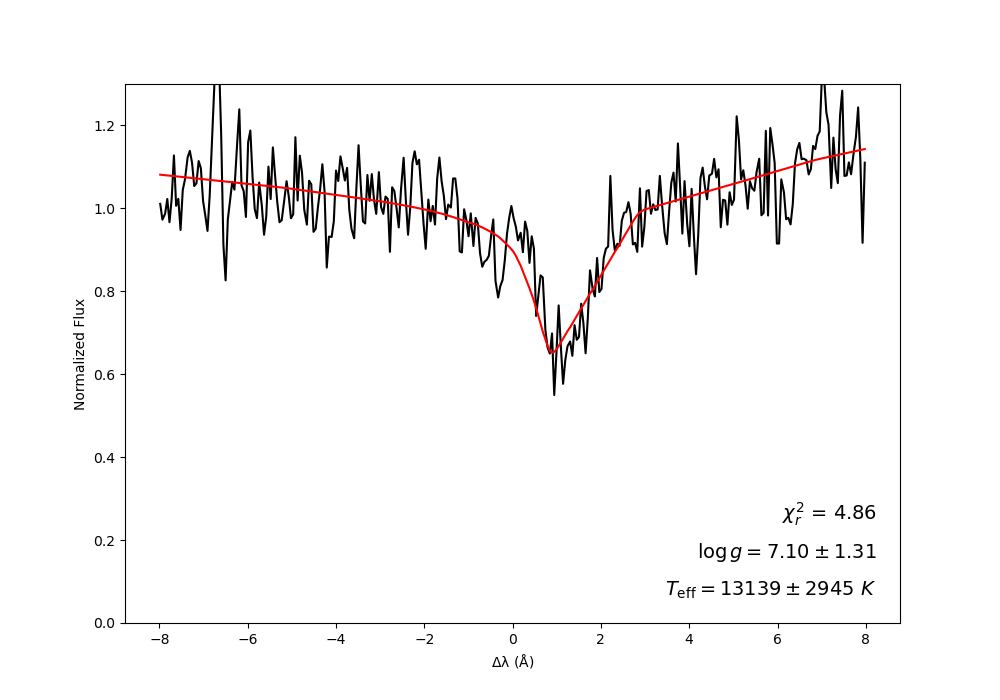 1.2
1.0
0.8
0.6
0.4
0.2
0.0
Normalized Flux
χ²ᵣ = 4.86
log g = 7.10 ± 1.31
T_eff = 13139 ± 2945 K
−8 −6 −4 −2 0 2 4 6 8
Δλ (Å)